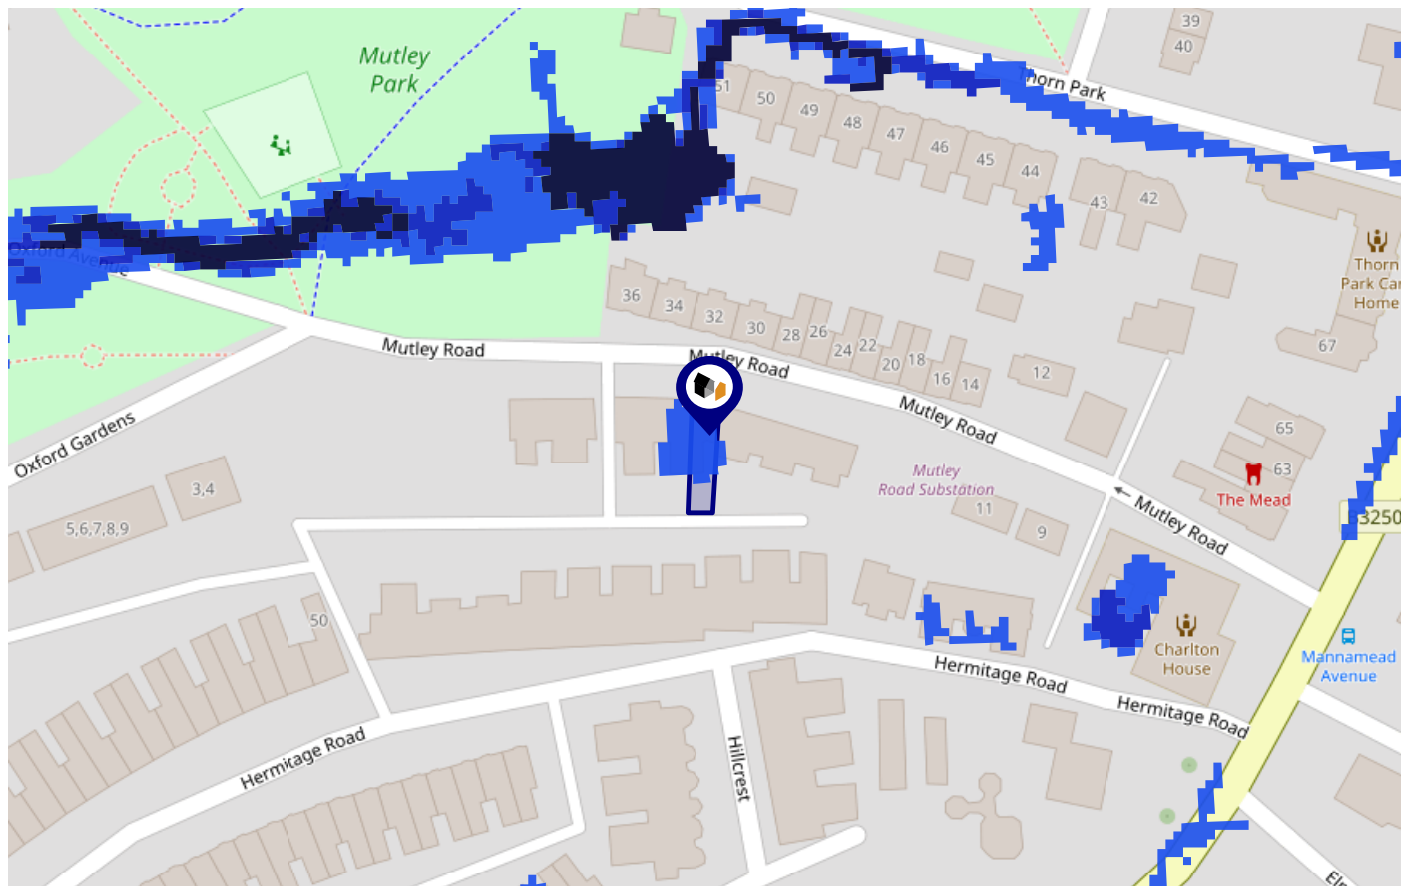 39
40
Mutley
Park
Thorn Park
51
50
49
48
47
46
45
44
43
42
Oxford Avenue
Thorn
Park Car
Home
36
34
32
30
28
26
24
22
20
18
16
14
12
67
Mutley Road
Mutley Road
Mutley Road
Oxford Gardens
65
63
The Mead
Mutley
Road Substation
3,4
5,6,7,8,9
11
9
Mutley Road
B3250
50
Charlton
House
Mannamead
Avenue
Hermitage Road
Hermitage Road
Hermitage Road
Hillcrest